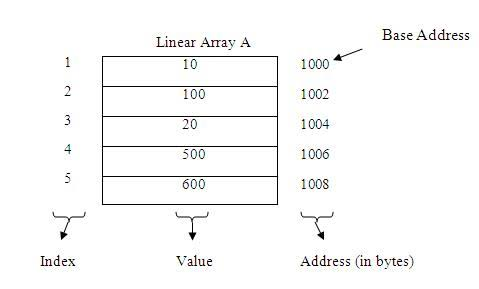 Base Address
Linear Array A
1 10 1000
2 100 1002
3 20 1004
4 500 1006
5 600 1008
Index Value Address (in bytes)